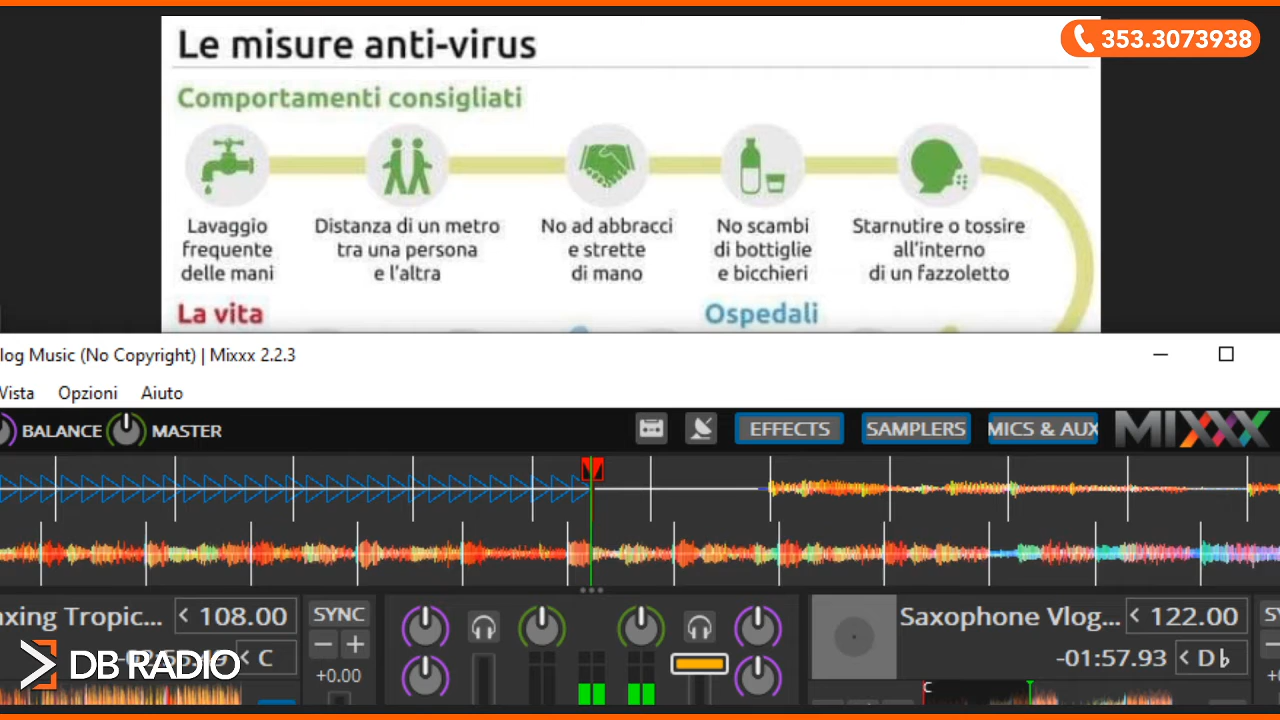 Le misure anti-virus
353.3073938
Comportamenti consigliati
Lavaggio
frequente
delle mani
Distanza di un metro
tra una persona
e l'altra
No ad abbracci
e strette
di mano
No scambi
di bottiglie
e bicchieri
Starnutire o tossire
all'interno
di un fazzoletto
La vita
Ospedali
log Music (No Copyright) | Mixxx 2.2.3
Vista Opzioni Aiuto
BALANCE MASTER EFFECTS SAMPLERS MICS & AUX MIXXX
axing Tropic... < 108.00 SYNC
Saxophone Vlog... < 122.00 SY
DB RADIO
< C
+0.00
-01:57.93 < D♭
C